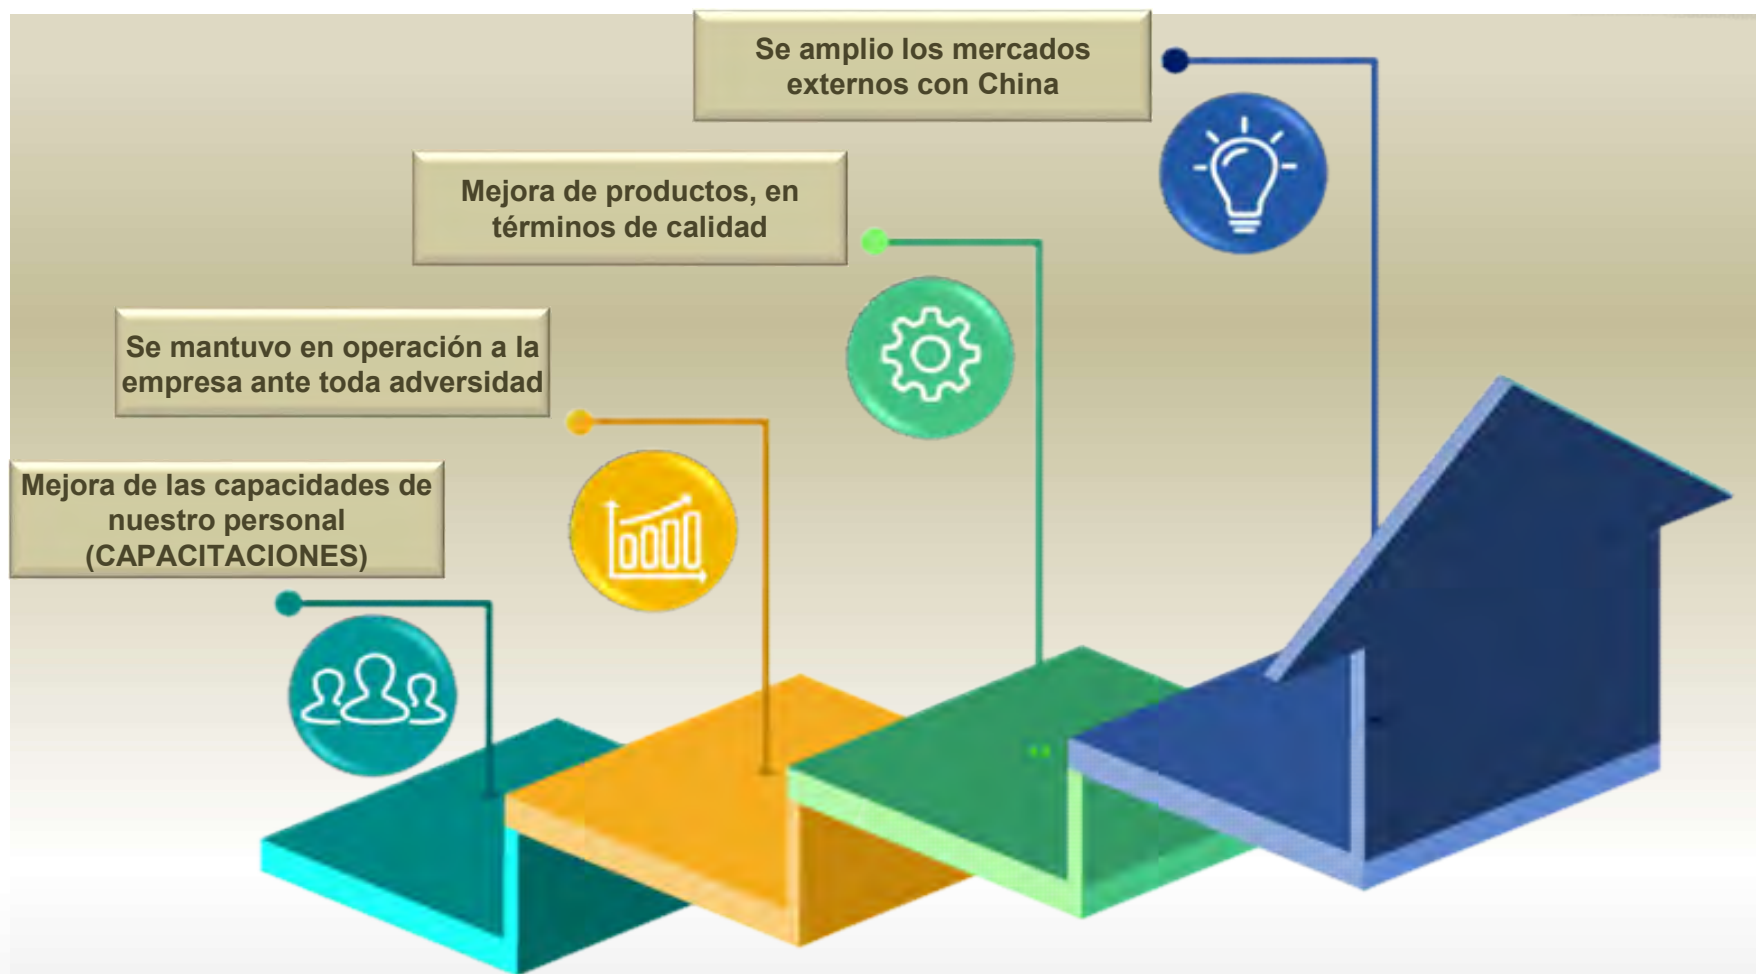 Se amplio los mercados
externos con China
Mejora de productos, en
términos de calidad
Se mantuvo en operación a la
empresa ante toda adversidad
Mejora de las capacidades de
nuestro personal
(CAPACITACIONES)